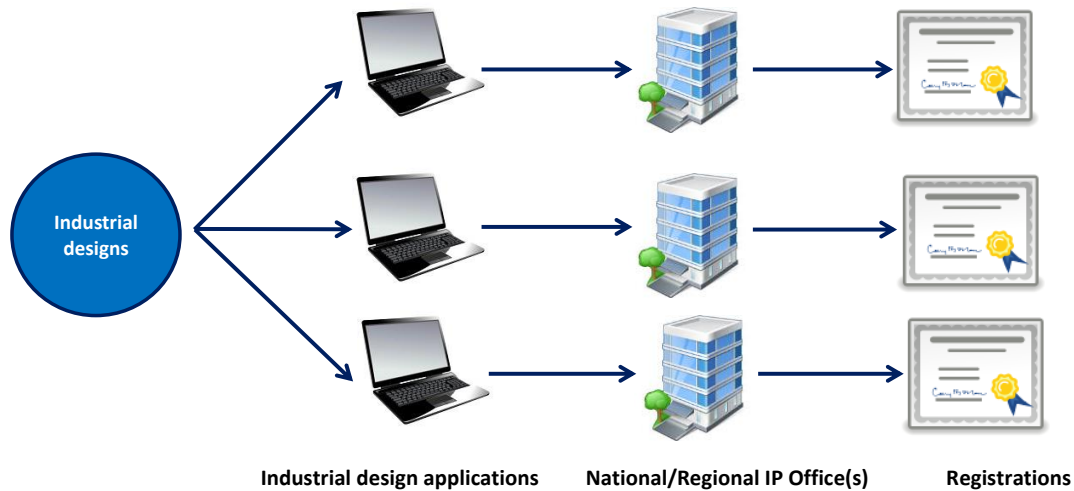 Industrial
designs
Industrial design applications
National/Regional IP Office(s)
Registrations